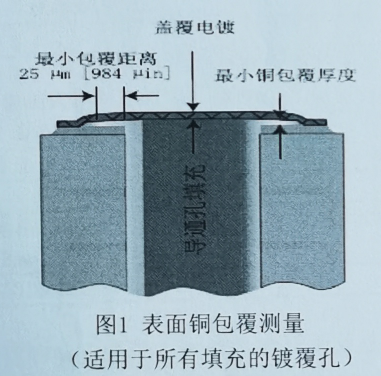 盖覆电镀
最小包覆距离
25 μm [984 μin]
最小铜包覆厚度
导通孔填充
图1 表面铜包覆测量
（适用于所有填充的镀覆孔）